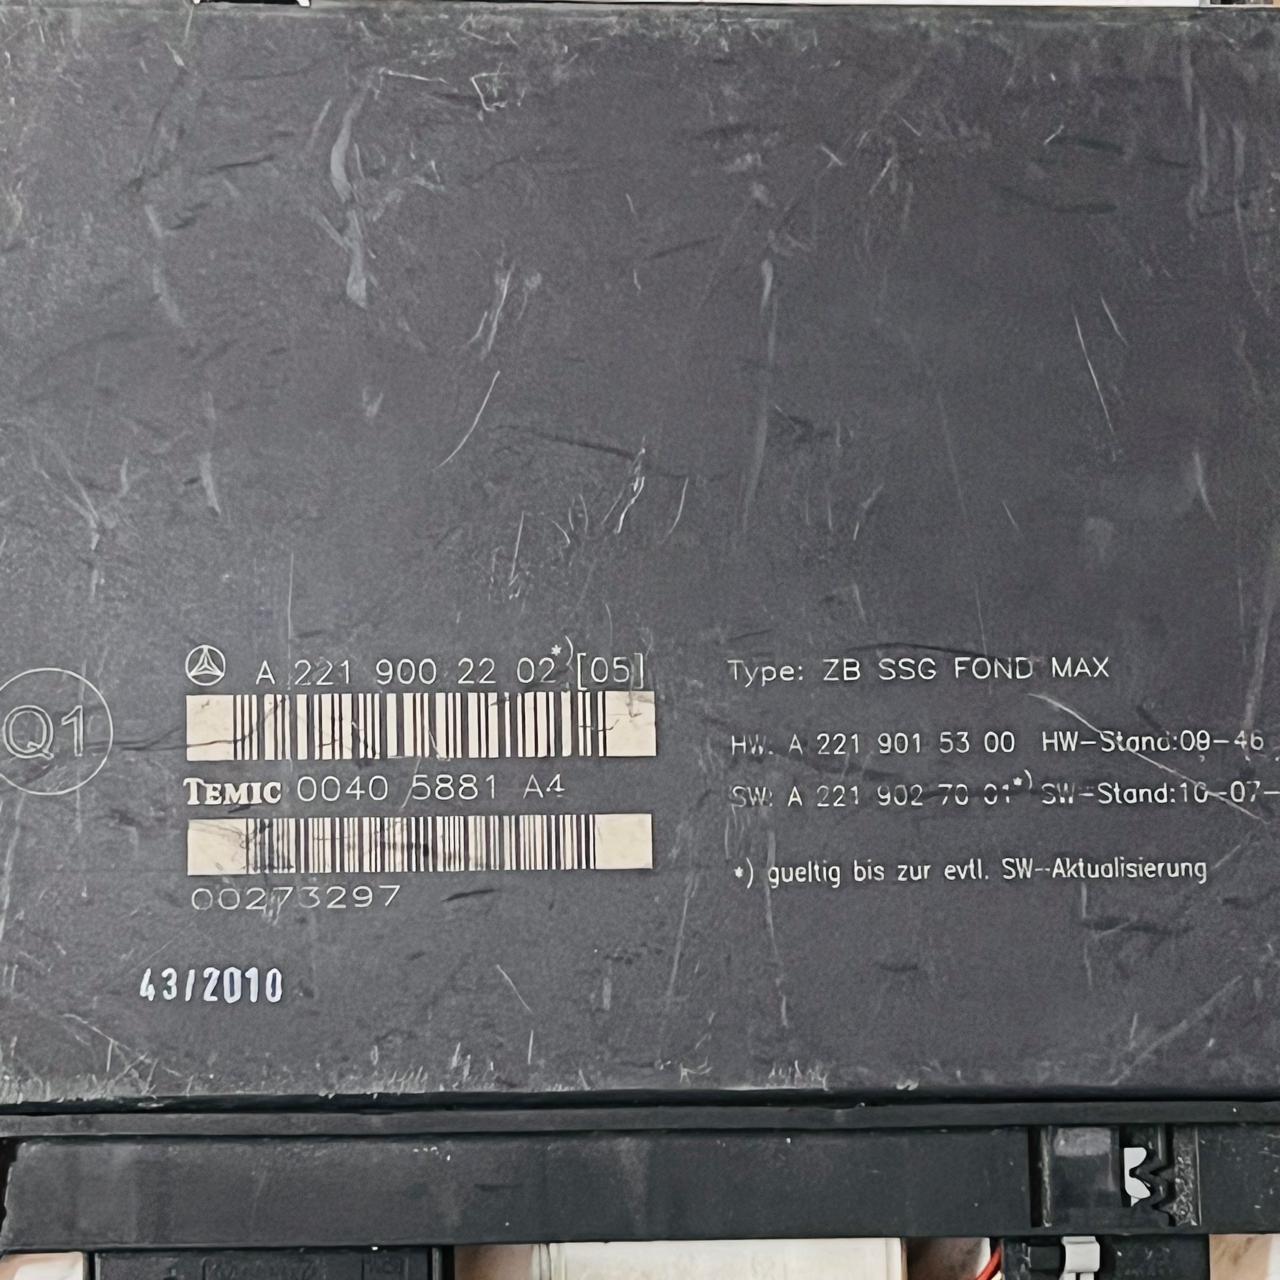 A 221 900 22 02*)[05]
Type: ZB SSG FOND MAX
Q1
HW: A 221 901 53 00 HW-Stand:09-46
TEMIC 0040 5881 A4
SW: A 221 902 70 01*) SW-Stand:10-07-
*) gueltig bis zur evtl. SW-Aktualisierung
00273297
43/2010